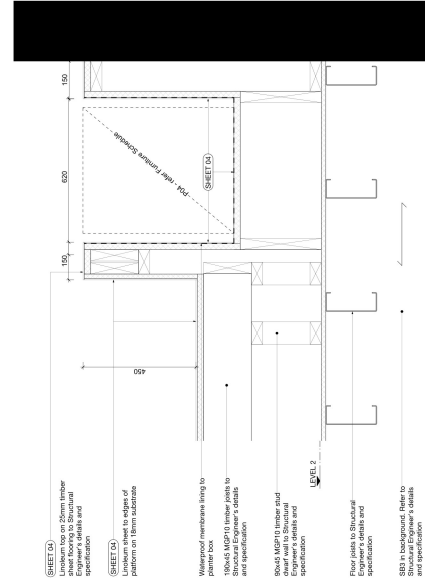 (SHEET 04)
Linoleum top on 25mm timber
sheet flooring to Structural
Engineer's details and
specification
(SHEET 04)
Linoleum sheet to edges of
platform on 18mm substrate
Waterproof membrane lining to
planter box
190x45 MGP10 timber joists to
Structural Engineer's details
and specification
90x45 MGP10 timber stud
dwarf wall to Structural
Engineer's details and
specification
LEVEL 2
Floor joists to Structural
Engineer's details and
specification
SB3 in background. Refer to
Structural Engineer's details
and specification
450
150
620
150
P04 - refer Furniture Schedule
(SHEET 04)